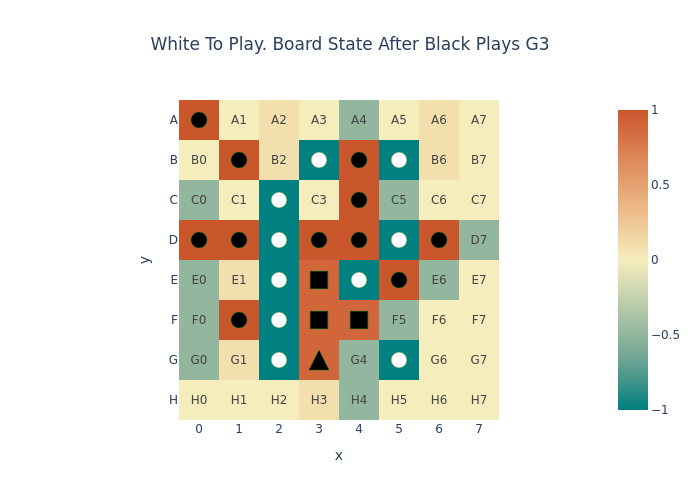 White To Play. Board State After Black Plays G3
A A1 A2 A3 A4 A5 A6 A7
B B0 B2 B6 B7
C C0 C1 C3 C5 C6 C7
D D7
E E0 E1 E6 E7
F F0 F5 F6 F7
G G0 G1 G4 G6 G7
H H0 H1 H2 H3 H4 H5 H6 H7
0 1 2 3 4 5 6 7
x
y
1
0.5
0
−0.5
−1